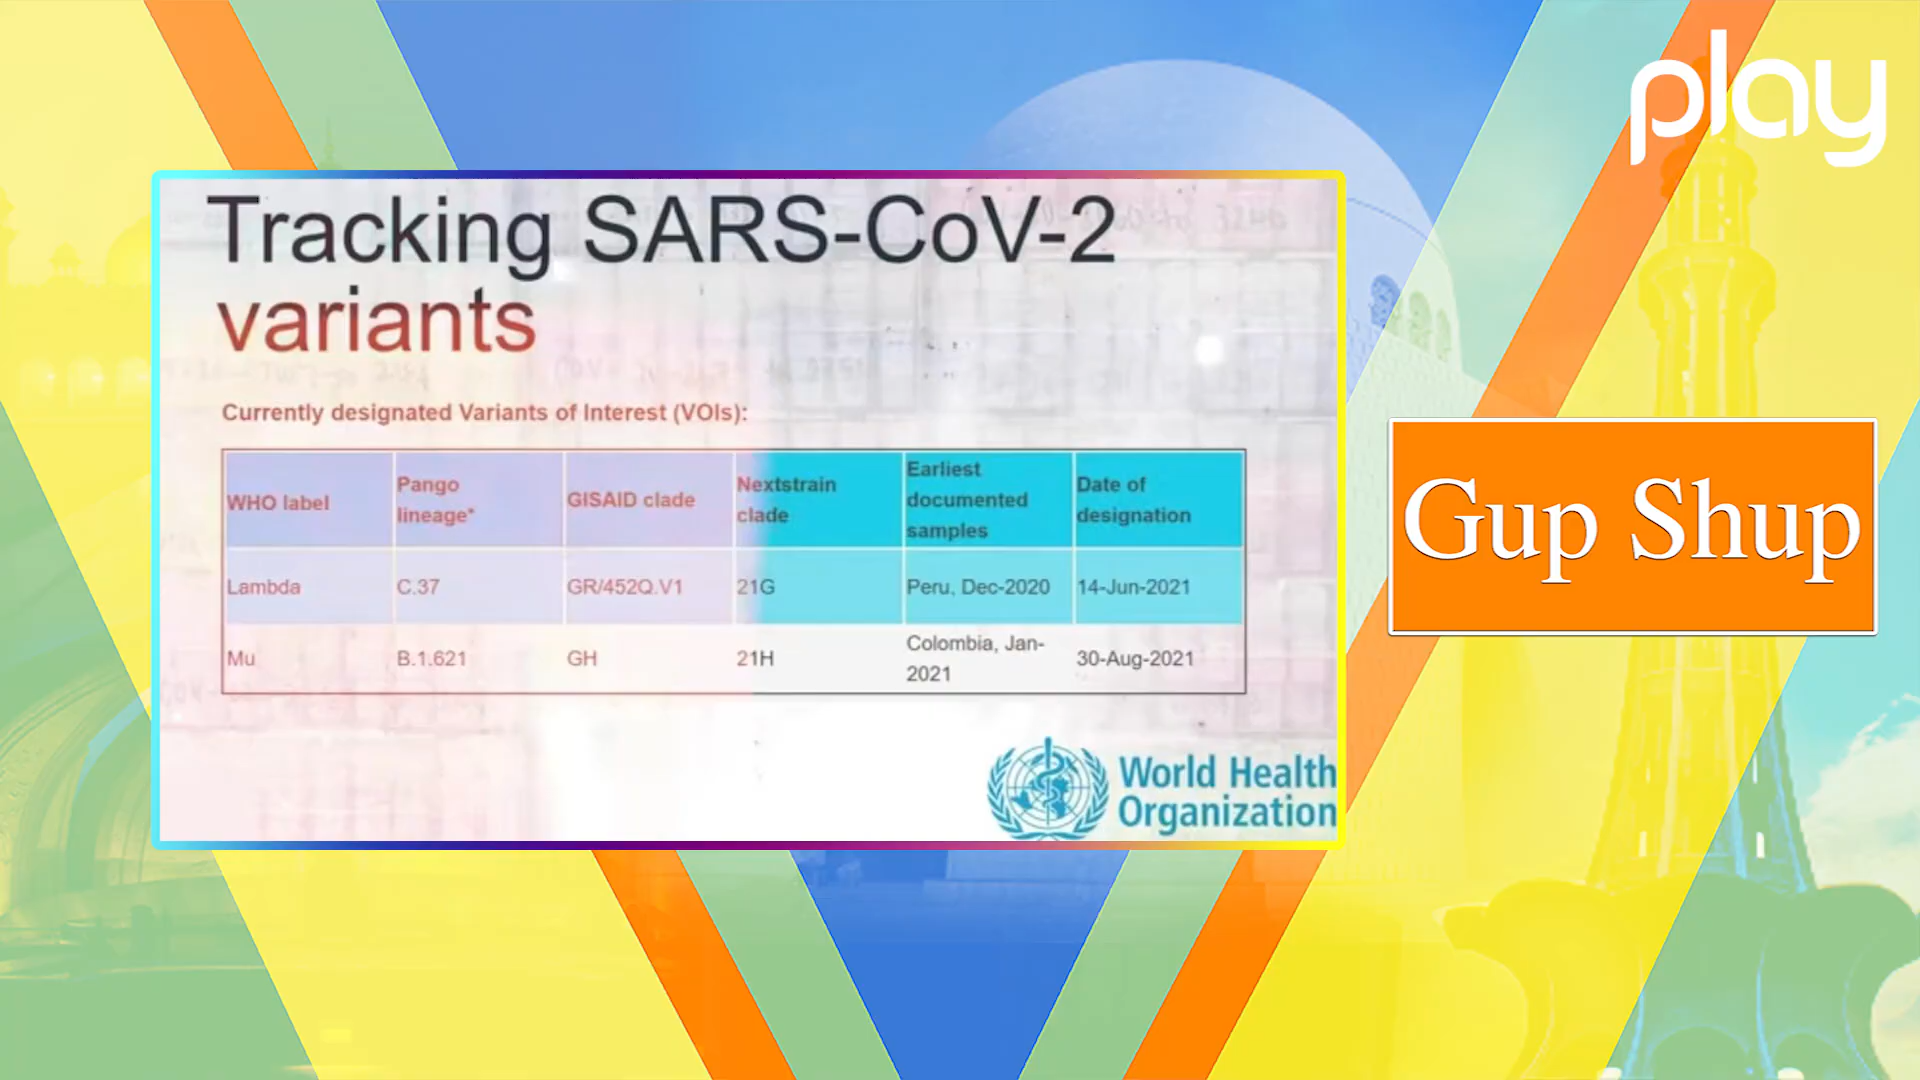 play
Tracking SARS-CoV-2
variants
Currently designated Variants of Interest (VOIs):
WHO label
Pango
lineage*
GISAID clade
Nextstrain
clade
Earliest
documented
samples
Date of
designation
Lambda
C.37
GR/452Q.V1
21G
Peru, Dec-2020
14-Jun-2021
Mu
B.1.621
GH
21H
Colombia, Jan-
2021
30-Aug-2021
World Health
Organization
Gup Shup